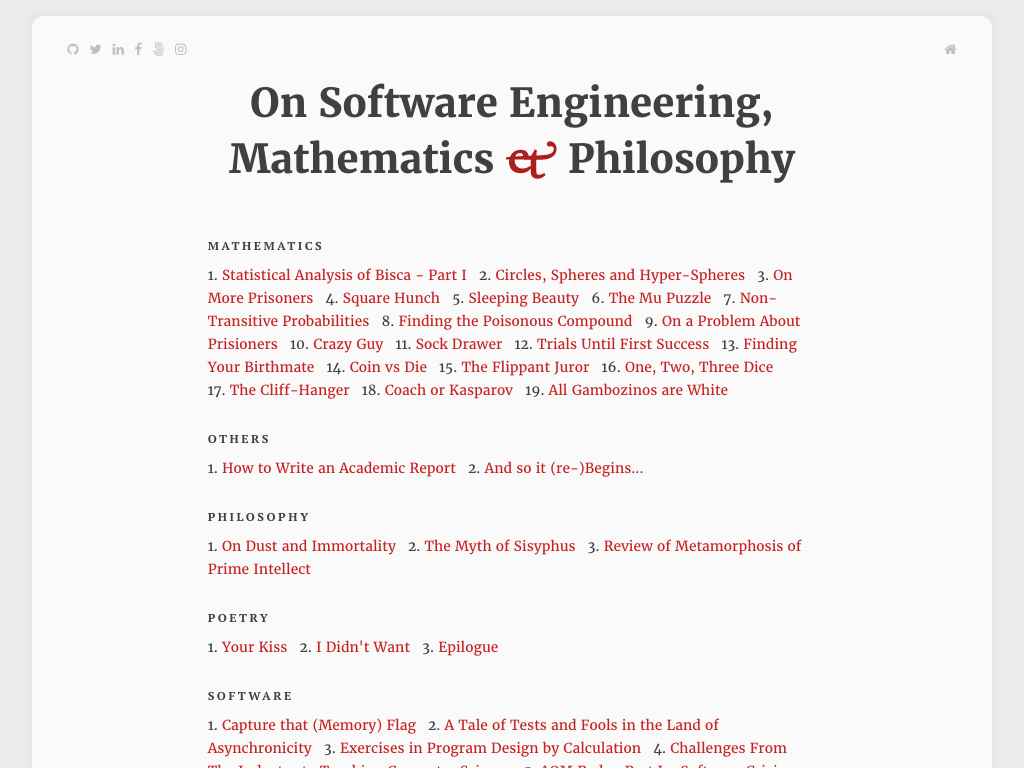 On Software Engineering,
Mathematics & Philosophy
MATHEMATICS
1. Statistical Analysis of Bisca - Part I 2. Circles, Spheres and Hyper-Spheres 3. On
More Prisoners 4. Square Hunch 5. Sleeping Beauty 6. The Mu Puzzle 7. Non-
Transitive Probabilities 8. Finding the Poisonous Compound 9. On a Problem About
Prisioners 10. Crazy Guy 11. Sock Drawer 12. Trials Until First Success 13. Finding
Your Birthmate 14. Coin vs Die 15. The Flippant Juror 16. One, Two, Three Dice
17. The Cliff-Hanger 18. Coach or Kasparov 19. All Gambozinos are White
OTHERS
1. How to Write an Academic Report 2. And so it (re-)Begins...
PHILOSOPHY
1. On Dust and Immortality 2. The Myth of Sisyphus 3. Review of Metamorphosis of
Prime Intellect
POETRY
1. Your Kiss 2. I Didn't Want 3. Epilogue
SOFTWARE
1. Capture that (Memory) Flag 2. A Tale of Tests and Fools in the Land of
Asynchronicity 3. Exercises in Program Design by Calculation 4. Challenges From